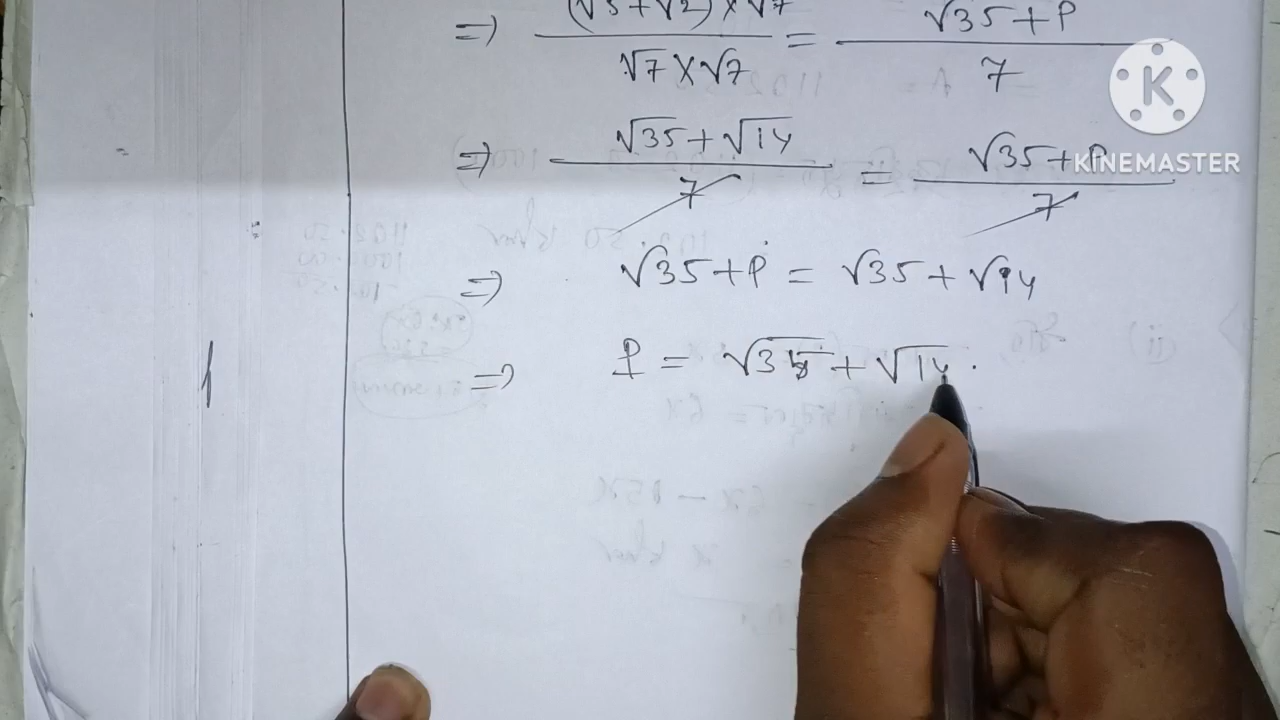 => (√5+√2)×√7 / √7×√7 = √35+P / 7
=> √35+√14 / 7 = √35+P / 7
K
KINEMASTER
=> √35+P = √35+√14
=> P = √35+√14.